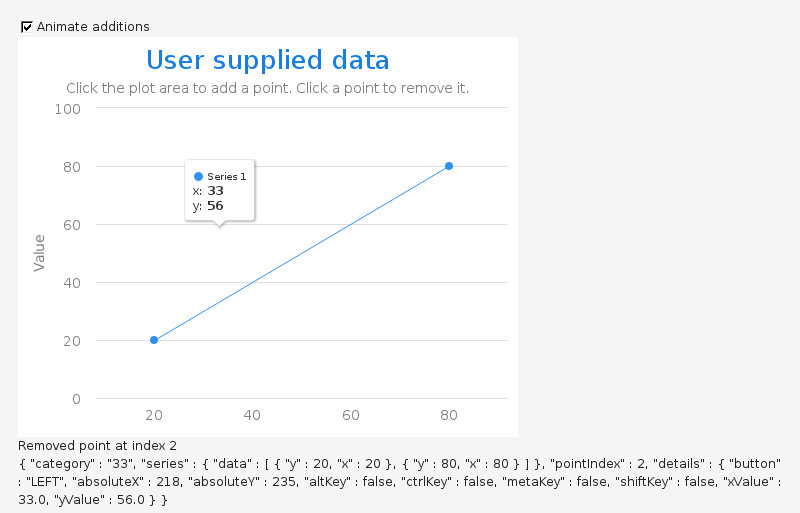 Animate additions
User supplied data
Click the plot area to add a point. Click a point to remove it.
100
80
60
40
20
0
Value
Series 1
x: 33
y: 56
20 40 60 80
Removed point at index 2
{ "category" : "33", "series" : { "data" : [ { "y" : 20, "x" : 20 }, { "y" : 80, "x" : 80 } ] }, "pointIndex" : 2, "details" : { "button"
: "LEFT", "absoluteX" : 218, "absoluteY" : 235, "altKey" : false, "ctrlKey" : false, "metaKey" : false, "shiftKey" : false, "xValue" :
33.0, "yValue" : 56.0 } }